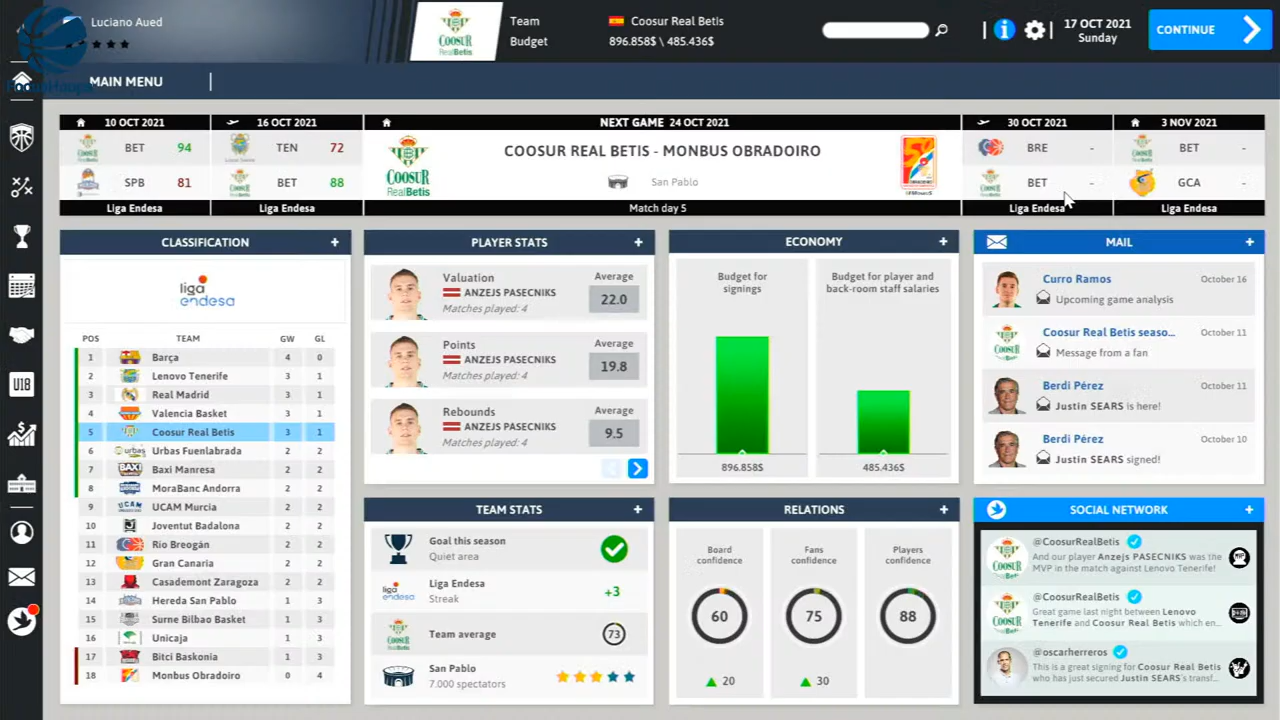 Luciano Aued
COOSUR
RealBetis
Team
Coosur Real Betis
Budget
896.858$ \ 485.436$
17 OCT 2021
Sunday
CONTINUE
MAIN MENU
10 OCT 2021
BET 94
SPB 81
Liga Endesa
16 OCT 2021
TEN 72
BET 88
Liga Endesa
NEXT GAME 24 OCT 2021
COOSUR REAL BETIS - MONBUS OBRADOIRO
San Pablo
Match day 5
30 OCT 2021
BRE -
BET -
Liga Endesa
3 NOV 2021
BET -
GCA -
Liga Endesa
CLASSIFICATION +
liga
endesa
POS TEAM GW GL
1 Barça 4 0
2 Lenovo Tenerife 3 1
3 Real Madrid 3 1
4 Valencia Basket 3 1
5 Coosur Real Betis 3 1
6 Urbas Fuenlabrada 2 2
7 Baxi Manresa 2 2
8 MoraBanc Andorra 2 2
9 UCAM Murcia 2 2
10 Joventut Badalona 2 2
11 Río Breogán 2 2
12 Gran Canaria 2 2
13 Casademont Zaragoza 2 2
14 Hereda San Pablo 1 3
15 Surne Bilbao Basket 1 3
16 Unicaja 1 3
17 Bitci Baskonia 1 3
18 Monbus Obradoiro 0 4
PLAYER STATS +
Valuation Average
ANZEJS PASECNIKS 22.0
Matches played: 4
Points Average
ANZEJS PASECNIKS 19.8
Matches played: 4
Rebounds Average
ANZEJS PASECNIKS 9.5
Matches played: 4
TEAM STATS +
Goal this season
Quiet area
Liga Endesa
Streak
+3
Team average 73
San Pablo
7.000 spectators
ECONOMY +
Budget for
signings
896.858$
Budget for player and
back-room staff salaries
485.436$
RELATIONS +
Board
confidence
60
20
Fans
confidence
75
30
Players
confidence
88
MAIL +
Curro Ramos October 16
Upcoming game analysis
Coosur Real Betis seaso... October 11
Message from a fan
Berdi Pérez October 11
Justin SEARS is here!
Berdi Pérez October 10
Justin SEARS signed!
SOCIAL NETWORK +
@CoosurRealBetis
And our player Anzejs PASECNIKS was the
MVP in the match against Lenovo Tenerife!
@CoosurRealBetis
Great game last night between Lenovo
Tenerife and Coosur Real Betis which en...
@oscarherreros
This is a great signing for Coosur Real Betis
who has just secured Justin SEARS's transf...
U18